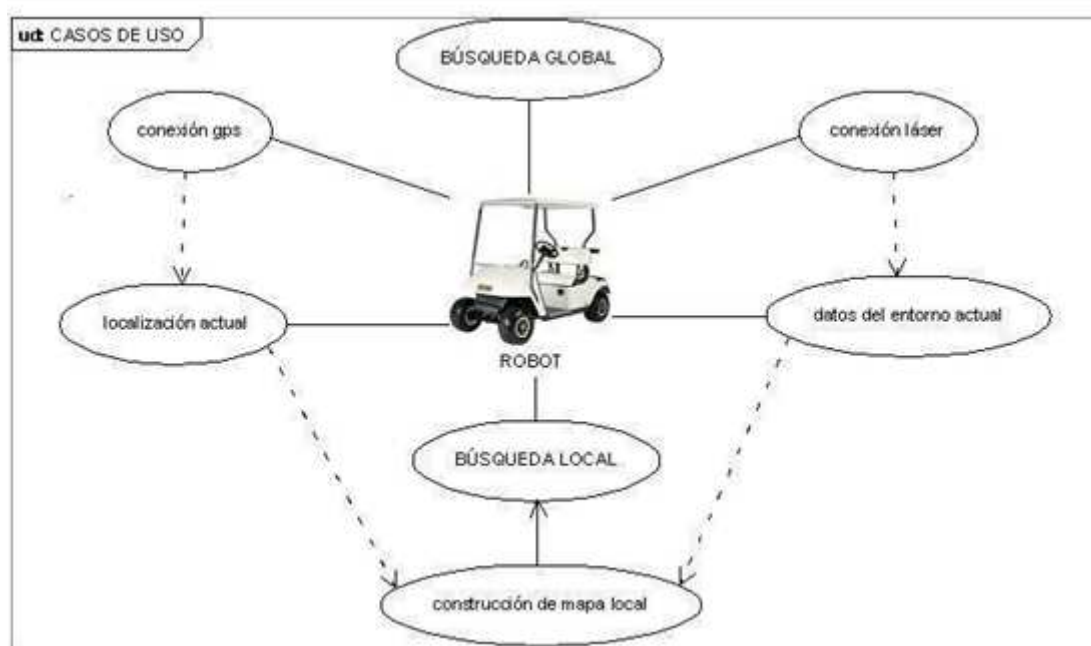 uct CASOS DE USO
BÚSQUEDA GLOBAL
conexión gps
conexión láser
localización actual
datos del entorno actual
ROBOT
BÚSQUEDA LOCAL
construcción de mapa local